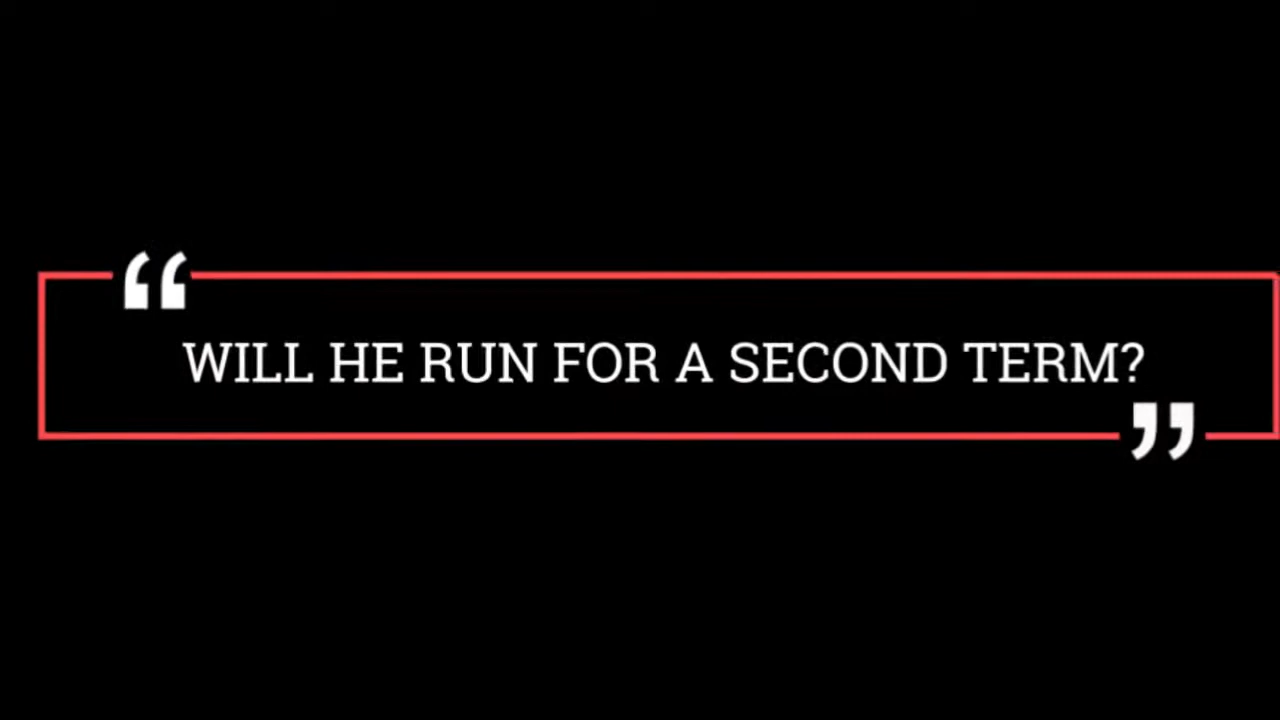 “WILL HE RUN FOR A SECOND TERM?”